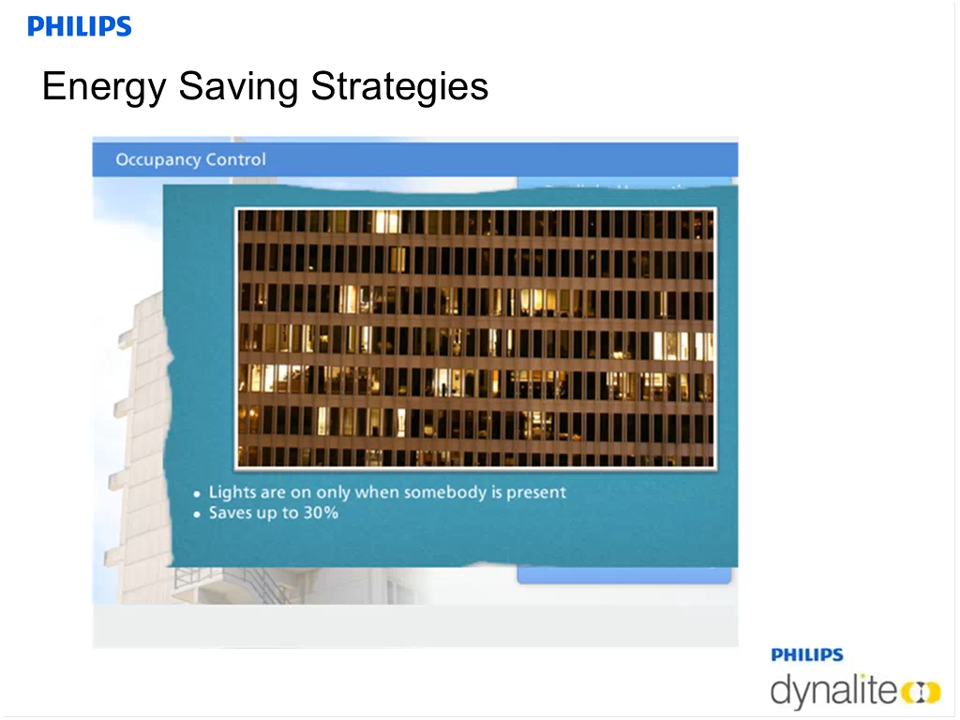 PHILIPS
Energy Saving Strategies
Occupancy Control
• Lights are on only when somebody is present
• Saves up to 30%
PHILIPS
dynalite